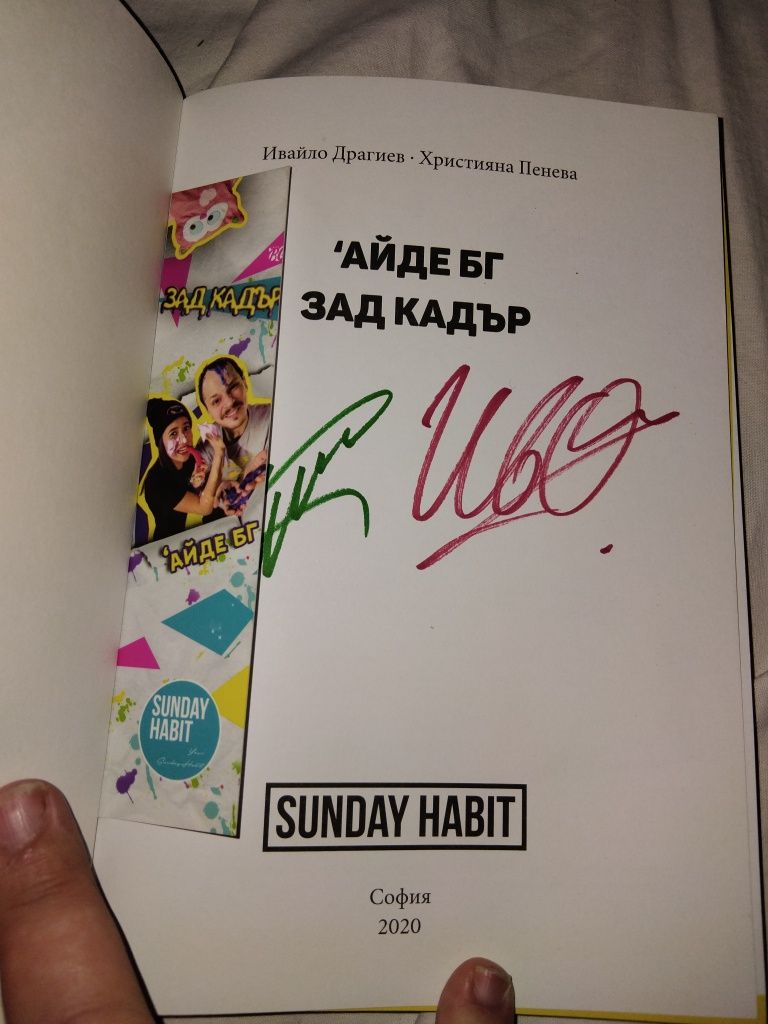 Ивайло Драгиев · Християна Пенева
'АЙДЕ БГ
ЗАД КАДЪР
Иво
SUNDAY HABIT
София
2020
ЗАД КАДЪР
'АЙДЕ БГ
SUNDAY
HABIT